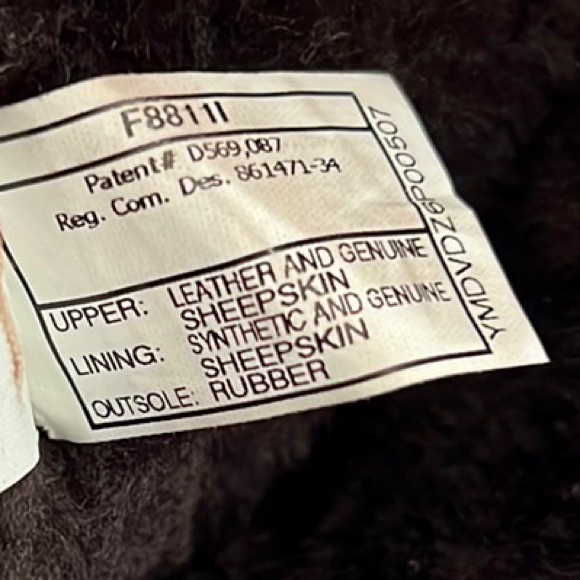 F8811I
Patent# D569,087
Reg. Com. Des. 861471-34
UPPER: LEATHER AND GENUINE
SHEEPSKIN
LINING: SYNTHETIC AND GENUINE
SHEEPSKIN
OUTSOLE: RUBBER
YMDVDZ6P00507